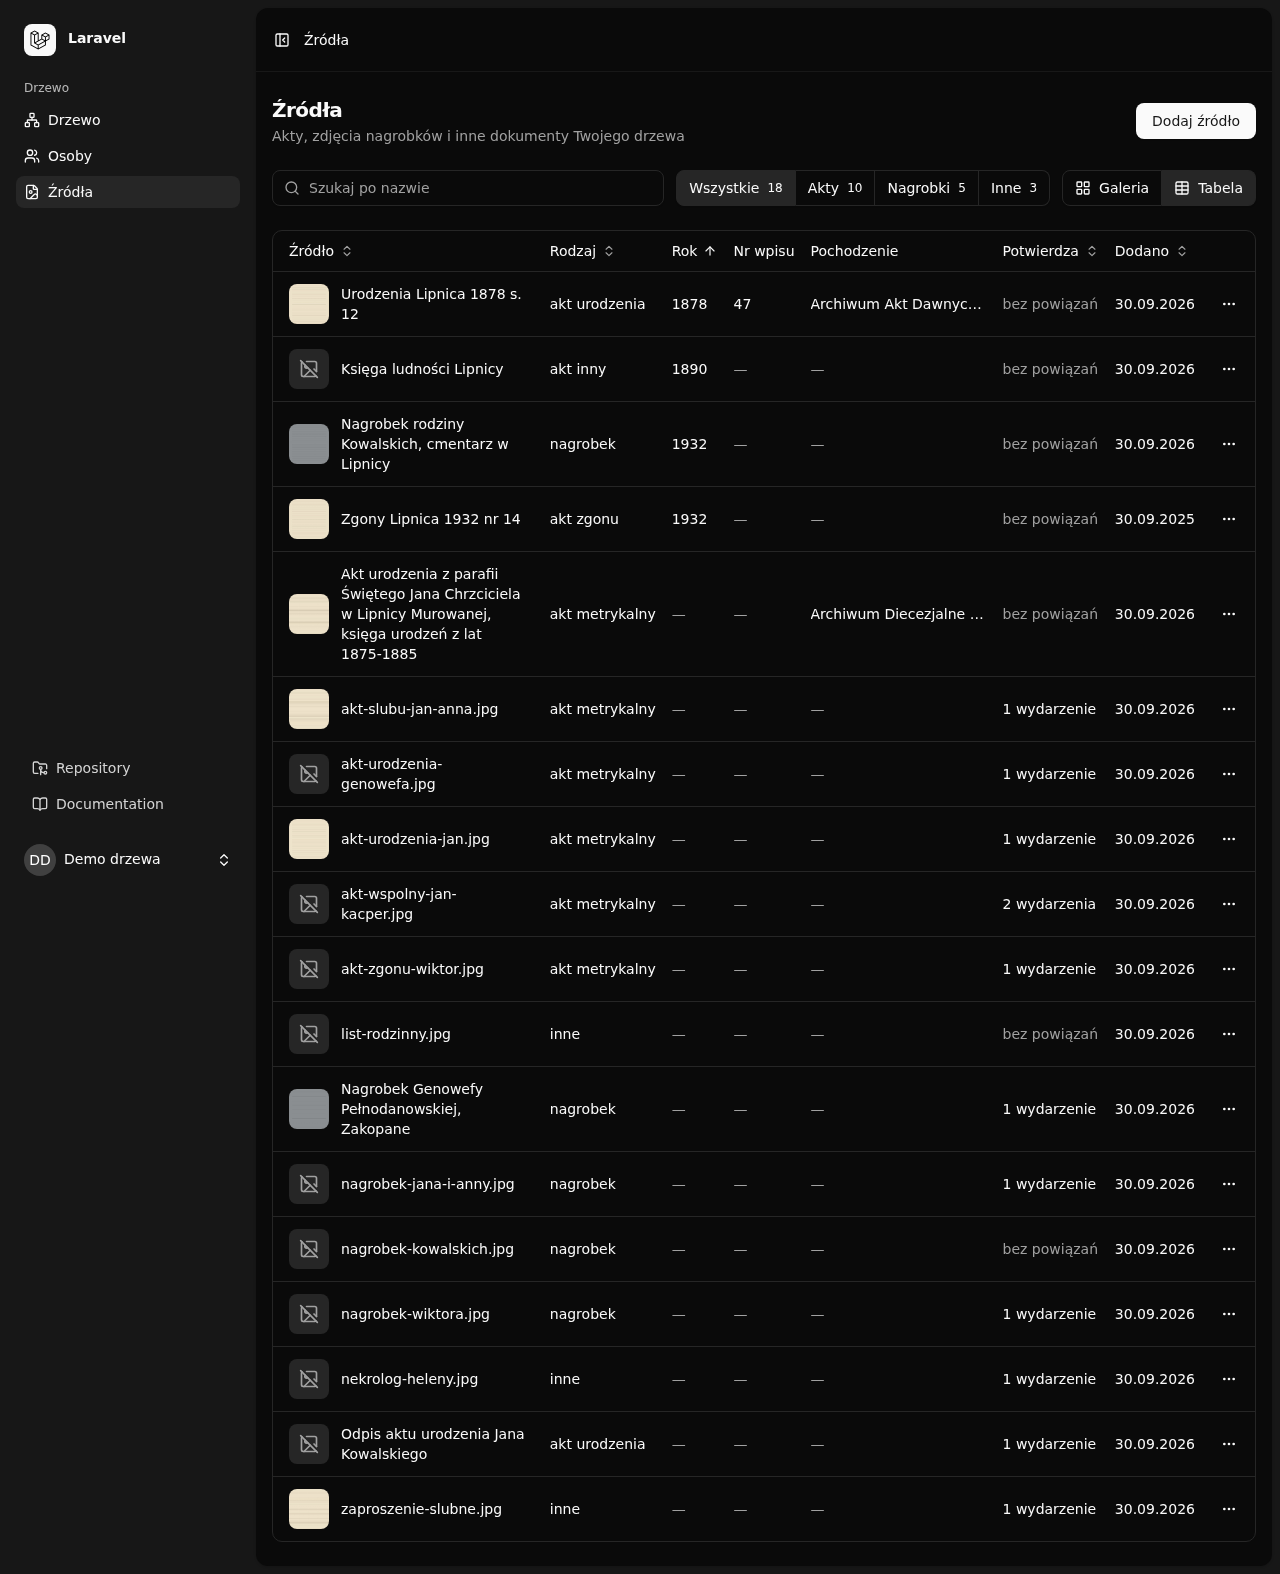 Laravel
Drzewo
Drzewo
Osoby
Źródła
Repository
Documentation
DD Demo drzewa
Źródła
Źródła
Akty, zdjęcia nagrobków i inne dokumenty Twojego drzewa
Dodaj źródło
Szukaj po nazwie
Wszystkie 18 Akty 10 Nagrobki 5 Inne 3
Galeria Tabela
Źródło Rodzaj Rok Nr wpisu Pochodzenie Potwierdza Dodano
Urodzenia Lipnica 1878 s.
12
akt urodzenia 1878 47 Archiwum Akt Dawnyc… bez powiązań 30.09.2026
Księga ludności Lipnicy akt inny 1890 — — bez powiązań 30.09.2026
Nagrobek rodziny
Kowalskich, cmentarz w
Lipnicy
nagrobek 1932 — — bez powiązań 30.09.2026
Zgony Lipnica 1932 nr 14 akt zgonu 1932 — — bez powiązań 30.09.2025
Akt urodzenia z parafii
Świętego Jana Chrzciciela
w Lipnicy Murowanej,
księga urodzeń z lat
1875-1885
akt metrykalny — — Archiwum Diecezjalne … bez powiązań 30.09.2026
akt-slubu-jan-anna.jpg akt metrykalny — — — 1 wydarzenie 30.09.2026
akt-urodzenia-
genowefa.jpg
akt metrykalny — — — 1 wydarzenie 30.09.2026
akt-urodzenia-jan.jpg akt metrykalny — — — 1 wydarzenie 30.09.2026
akt-wspolny-jan-
kacper.jpg
akt metrykalny — — — 2 wydarzenia 30.09.2026
akt-zgonu-wiktor.jpg akt metrykalny — — — 1 wydarzenie 30.09.2026
list-rodzinny.jpg inne — — — bez powiązań 30.09.2026
Nagrobek Genowefy
Pełnodanowskiej,
Zakopane
nagrobek — — — 1 wydarzenie 30.09.2026
nagrobek-jana-i-anny.jpg nagrobek — — — 1 wydarzenie 30.09.2026
nagrobek-kowalskich.jpg nagrobek — — — bez powiązań 30.09.2026
nagrobek-wiktora.jpg nagrobek — — — 1 wydarzenie 30.09.2026
nekrolog-heleny.jpg inne — — — 1 wydarzenie 30.09.2026
Odpis aktu urodzenia Jana
Kowalskiego
akt urodzenia — — — 1 wydarzenie 30.09.2026
zaproszenie-slubne.jpg inne — — — 1 wydarzenie 30.09.2026